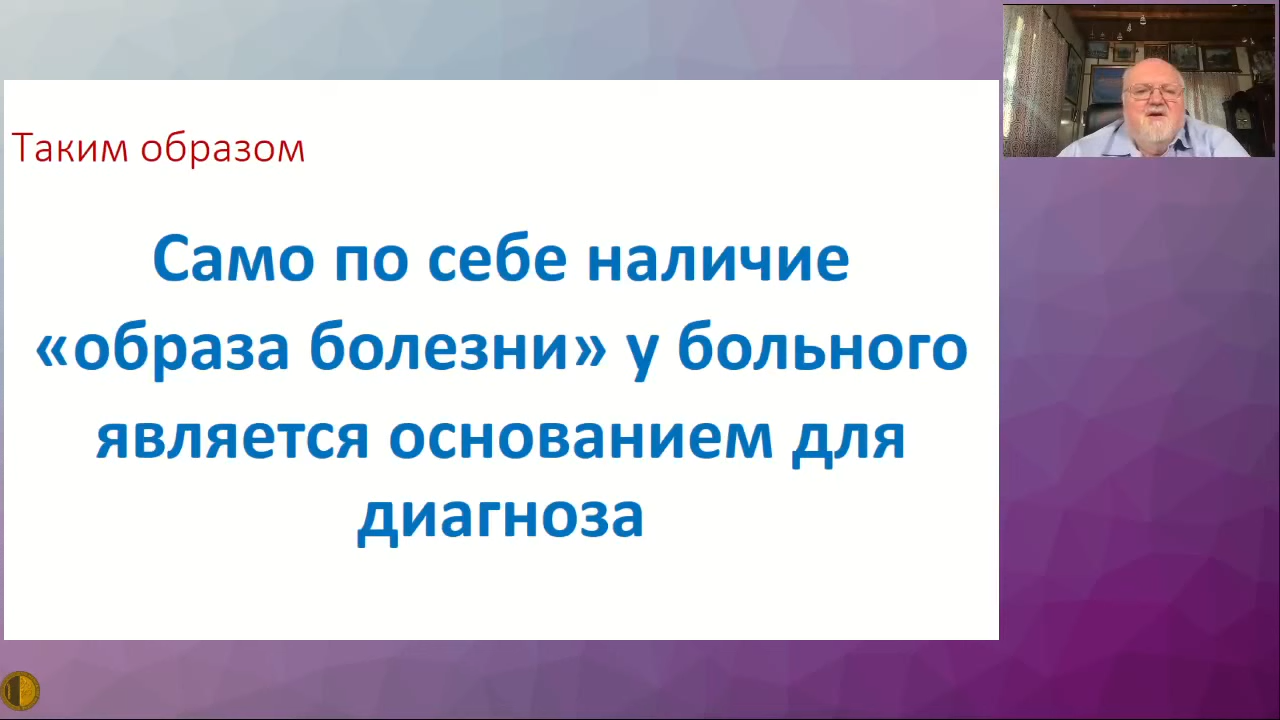 Таким образом
Само по себе наличие
«образа болезни» у больного
является основанием для
диагноза